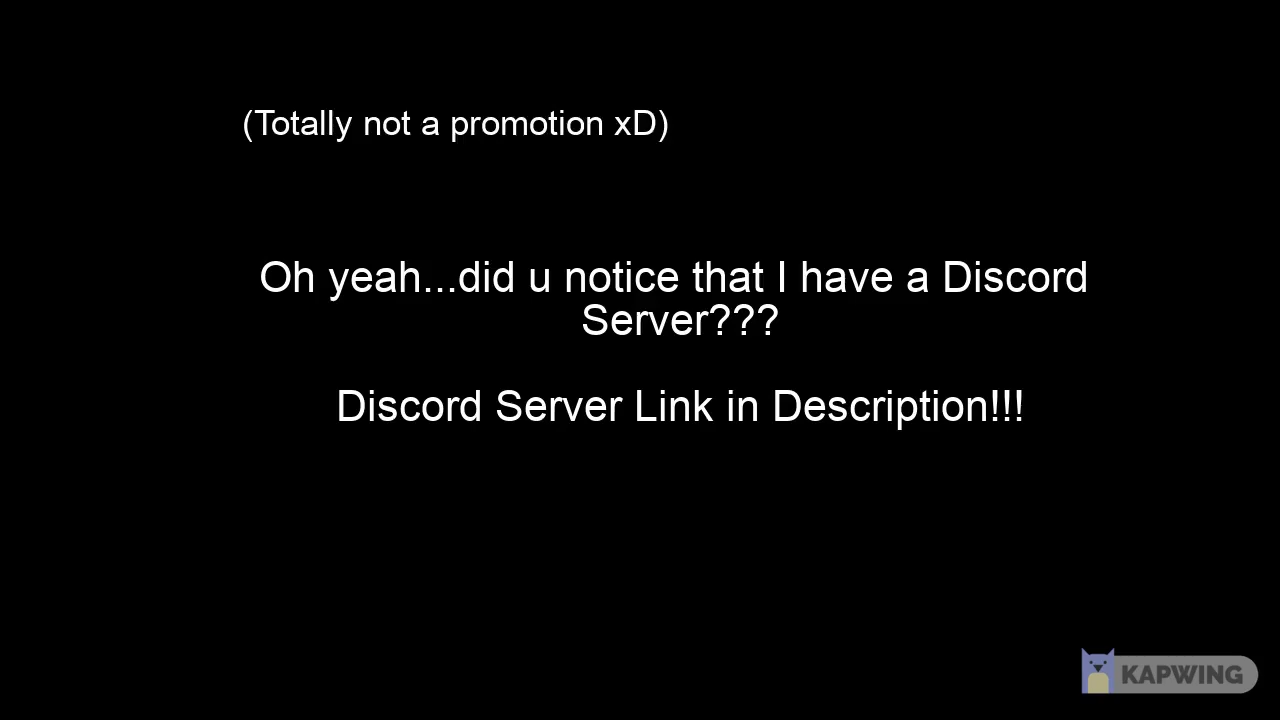 (Totally not a promotion xD)
Oh yeah...did u notice that I have a Discord
Server???
Discord Server Link in Description!!!
KAPWING